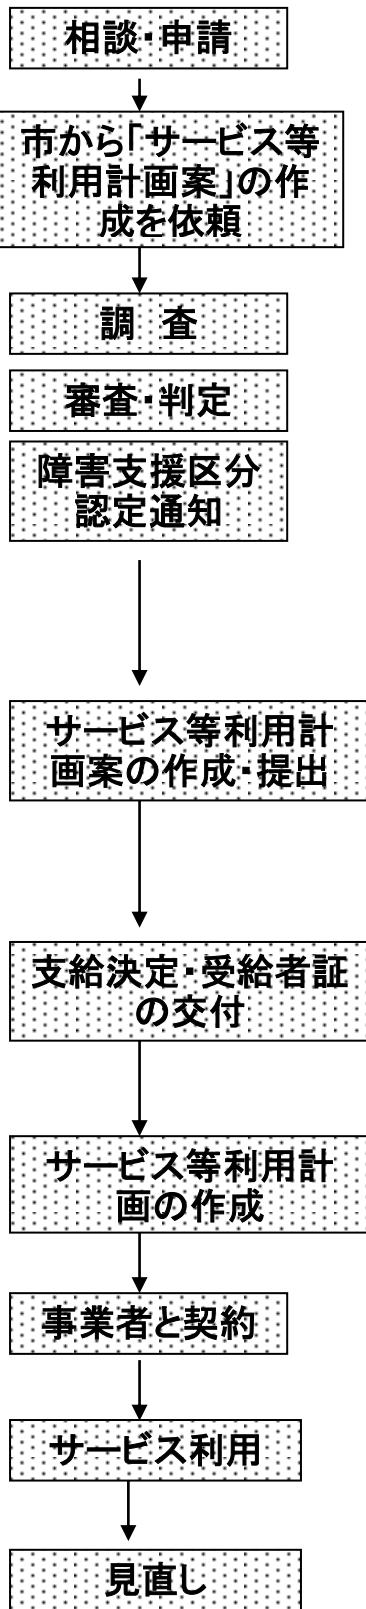 相談・申請
市から「サービス等
利用計画案」の作
成を依頼
調　査
審査・判定
障害支援区分
認定通知
サービス等利用計
画案の作成・提出
支給決定・受給者証
の交付
サービス等利用計
画の作成
事業者と契約
サービス利用
見直し